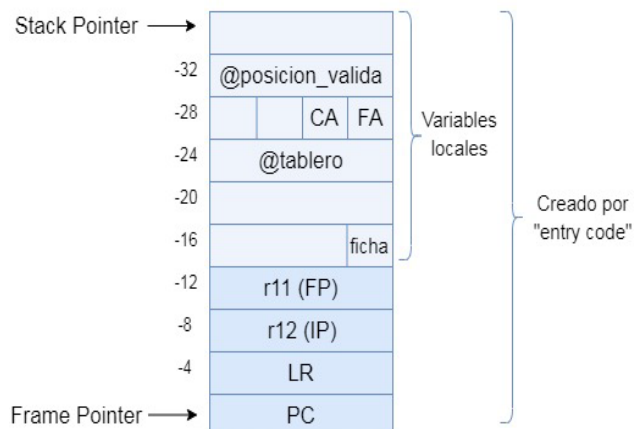 Stack Pointer
-32 @posicion_valida
-28 CA FA
Variables
locales
-24 @tablero
-20
Creado por
"entry code"
-16 ficha
-12 r11 (FP)
-8 r12 (IP)
-4 LR
Frame Pointer PC